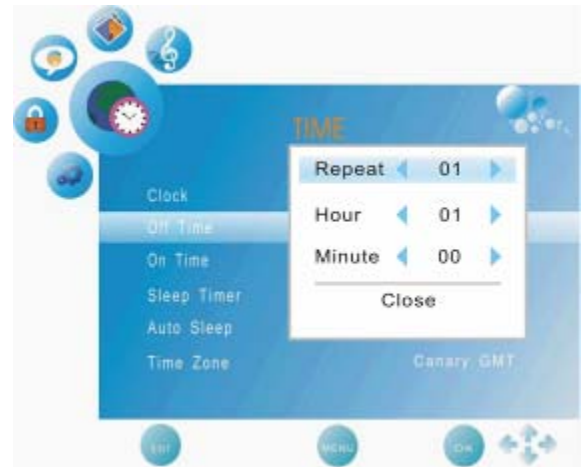 TIME
Repeat 01
Clock
Hour 01
Off Time
Minute 00
On Time
Close
Sleep Timer
Auto Sleep
Time Zone Canary GMT
EXIT MENU OK